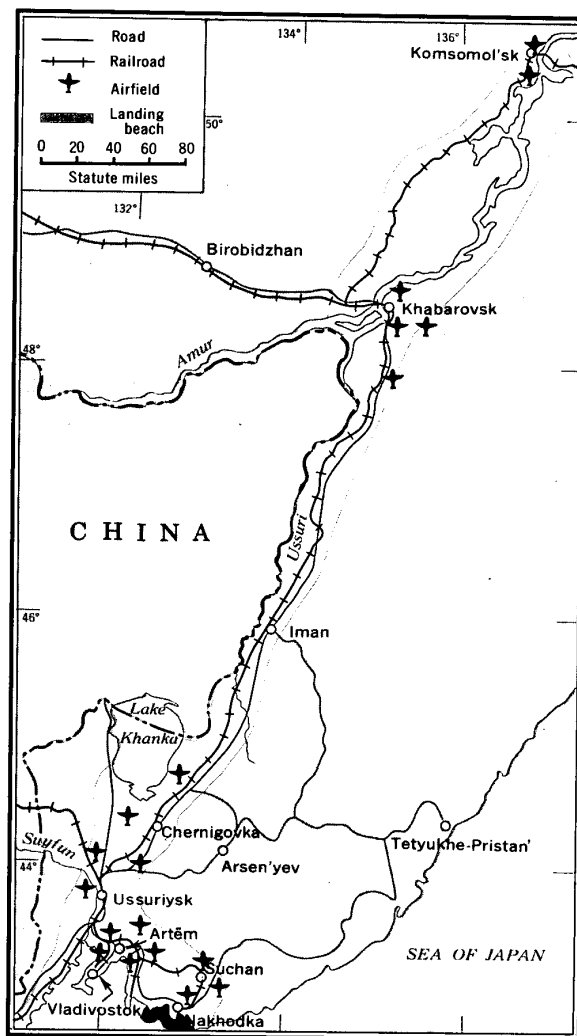 Road
Railroad
Airfield
Landing
beach
0 20 40 60 80
Statute miles
134°
136°
50°
132°
Komsomol'sk
Birobidzhan
Khabarovsk
48°
Amur
CHINA
Ussuri
46°
Iman
Lake
Khanka
Chernigovka
Tetyukhe-Pristan'
Suyfun
44°
Arsen'yev
Ussuriysk
Artëm
SEA OF JAPAN
Suchan
Vladivostok
Nakhodka